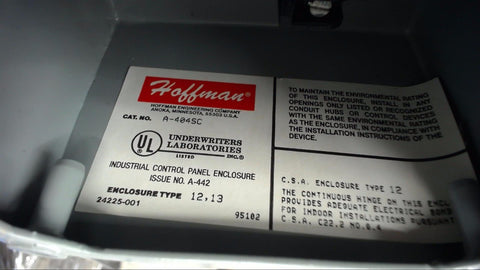 Hoffman®
HOFFMAN ENGINEERING COMPANY
ANOKA, MINNESOTA, 55303 U.S.A.
CAT. NO. A-4045C
UL
LISTED
UNDERWRITERS
LABORATORIES
INC.®
INDUSTRIAL CONTROL PANEL ENCLOSURE
ISSUE NO. A-442
ENCLOSURE TYPE 12,13
24225-001
95102
TO MAINTAIN THE ENVIRONMENTAL RATING
OF THIS ENCLOSURE, INSTALL IN ANY
OPENINGS ONLY LISTED OR RECOGNIZED
CONDUIT HUBS OR CONTROL DEVICES
WITH THE SAME ENVIRONMENTAL RATING
AS THE ENCLOSURE, IN COMPLIANCE WITH
THE INSTALLATION INSTRUCTIONS OF THE
DEVICE.
C.S.A. ENCLOSURE TYPE 12
THE CONTINUOUS HINGE ON THIS ENC
PROVIDES ADEQUATE ELECTRICAL BOND
FOR INDOOR INSTALLATIONS PURSUANT
C.S.A. C22.2 NO.0.4